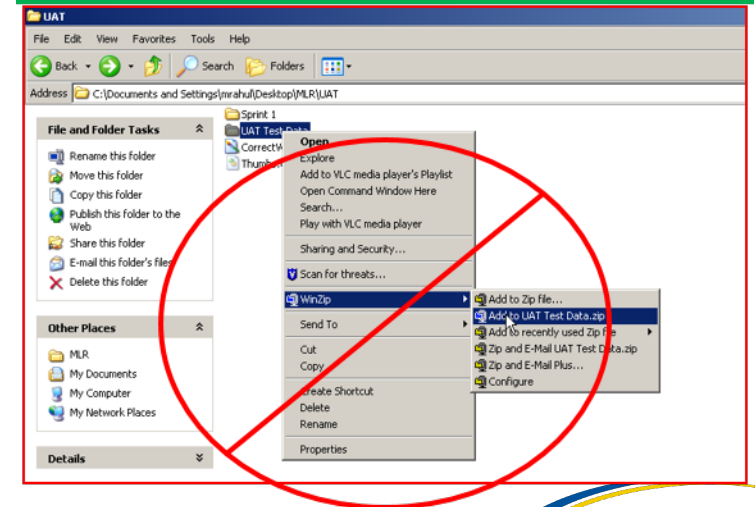 UAT
File Edit View Favorites Tools Help
Back Search Folders
Address C:\Documents and Settings\mrahul\Desktop\MLR\UAT
File and Folder Tasks
Rename this folder
Move this folder
Copy this folder
Publish this folder to the
Web
Share this folder
E-mail this folder's files
Delete this folder
Other Places
MLR
My Documents
My Computer
My Network Places
Details
Sprint 1
UAT Test Data
Open
Explore
Add to VLC media player's Playlist
Open Command Window Here
Search...
Play with VLC media player
Sharing and Security...
Scan for threats...
WinZip
Send To
Cut
Copy
Create Shortcut
Delete
Rename
Properties
Add to Zip file...
Add to UAT Test Data.zip
Add to recently used Zip file
Zip and E-Mail UAT Test Data.zip
Zip and E-Mail Plus...
Configure